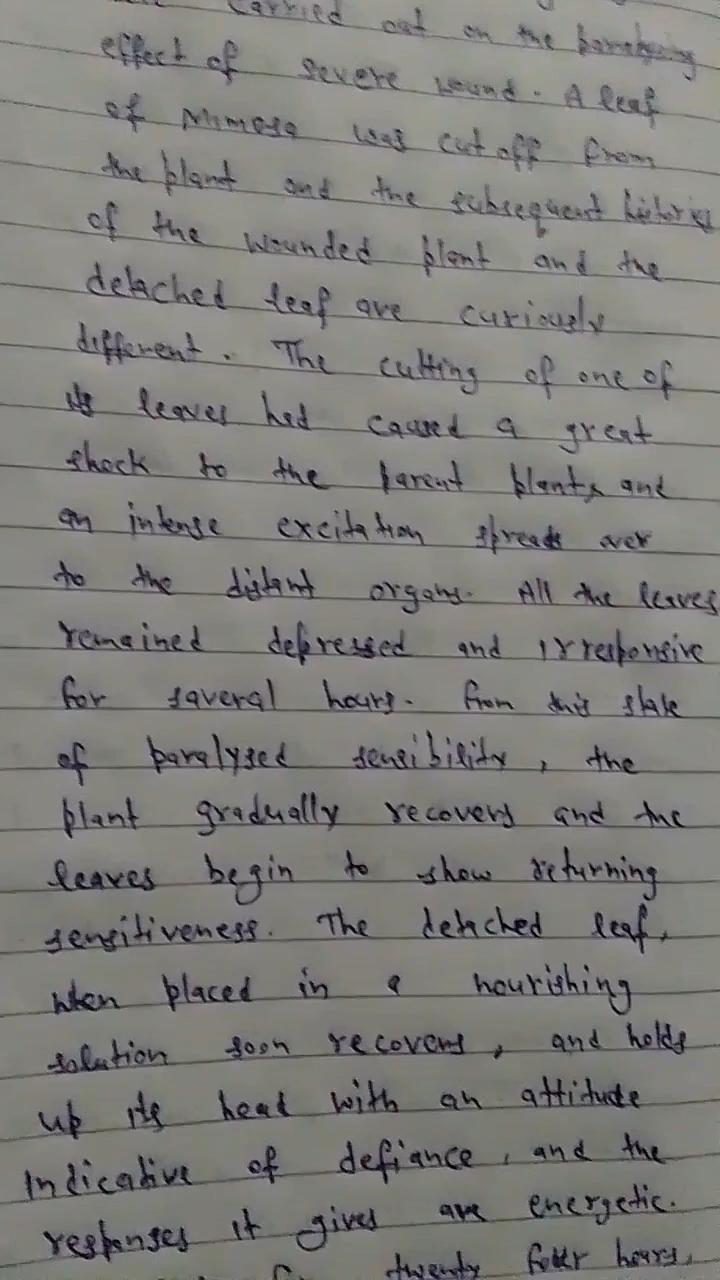 carried out on the
effect of severe wound. A leaf
of Mimosa was cut off from
the plant and the subsequent histories
of the wounded plant and the
detached leaf are curiously
different. The cutting of one of
its leaves had caused a great
shock to the parent plant, and
an intense excitation spreads over
to the distant organs. All the leaves
remained depressed and irresponsive
for saveral hours. From this state
of paralysed sensibility, the
plant gradually recovers and the
leaves begin to show returning
sensitiveness. The detached leaf,
when placed in a nourishing
solution soon recovers, and holds
up its head with an attitude
indicative of defiance, and the
responses it gives are energetic.
twenty four hours,